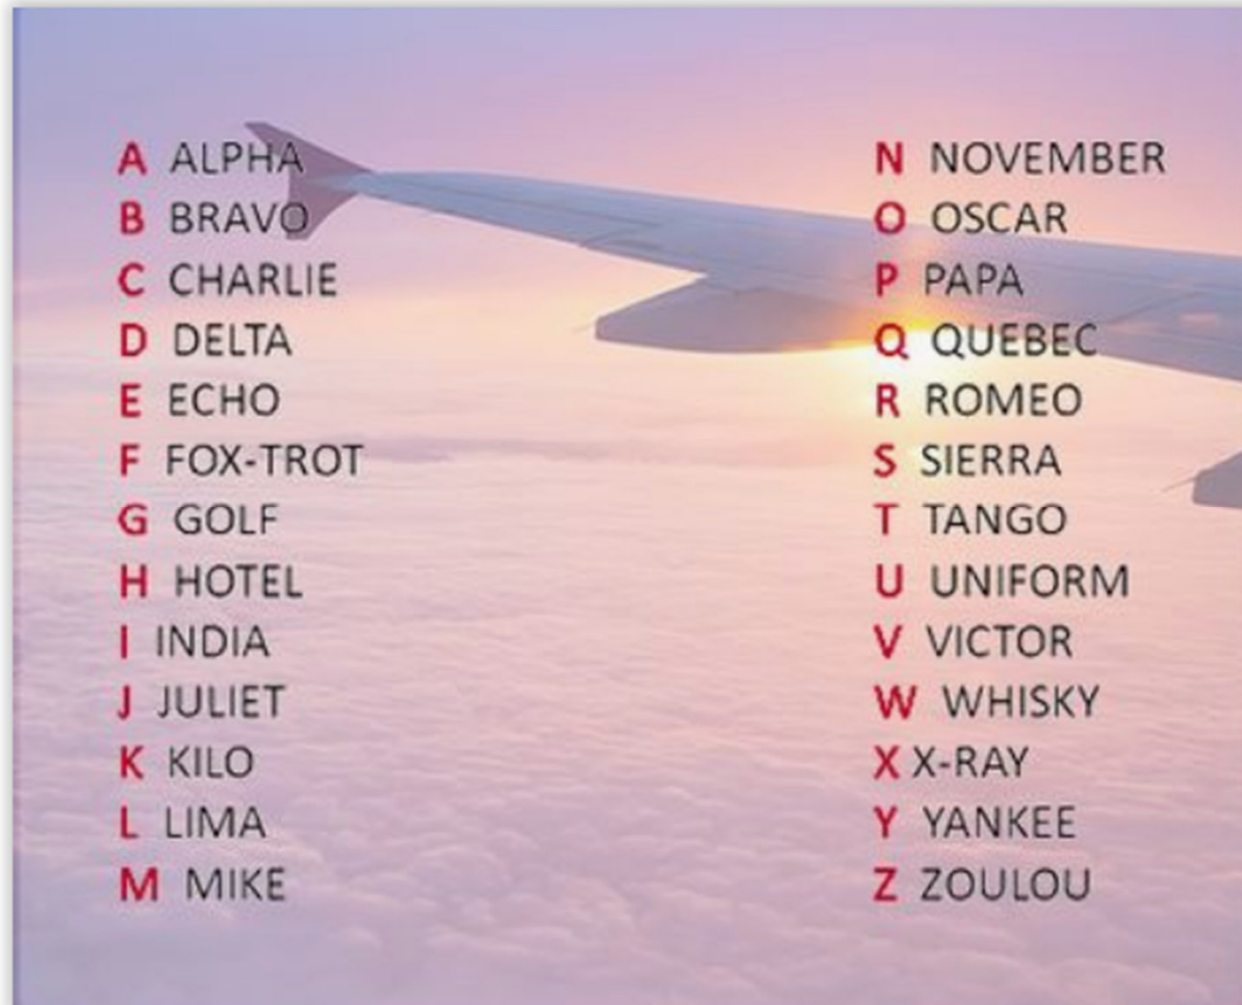 A ALPHA
B BRAVO
C CHARLIE
D DELTA
E ECHO
F FOX-TROT
G GOLF
H HOTEL
I INDIA
J JULIET
K KILO
L LIMA
M MIKE
N NOVEMBER
O OSCAR
P PAPA
Q QUEBEC
R ROMEO
S SIERRA
T TANGO
U UNIFORM
V VICTOR
W WHISKY
X X-RAY
Y YANKEE
Z ZOULOU